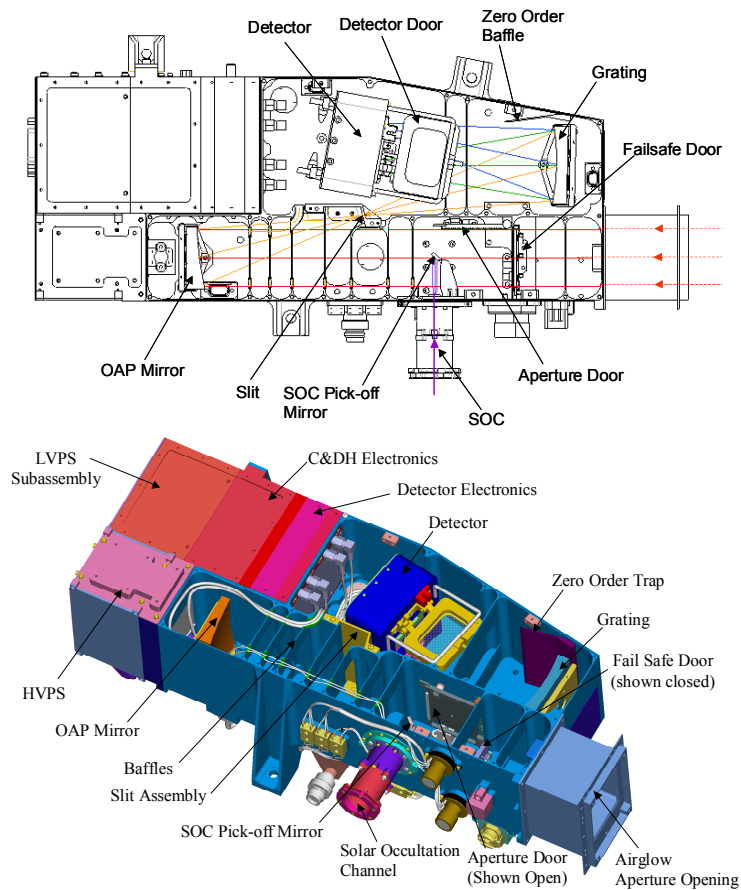 Detector
Detector Door
Zero Order
Baffle
Grating
Failsafe Door
OAP Mirror
Slit
SOC Pick-off
Mirror
SOC
Aperture Door
LVPS
Subassembly
C&DH Electronics
Detector Electronics
Detector
Zero Order Trap
Grating
Fail Safe Door
(shown closed)
HVPS
OAP Mirror
Baffles
Slit Assembly
SOC Pick-off Mirror
Solar Occultation
Channel
Aperture Door
(Shown Open)
Airglow
Aperture Opening